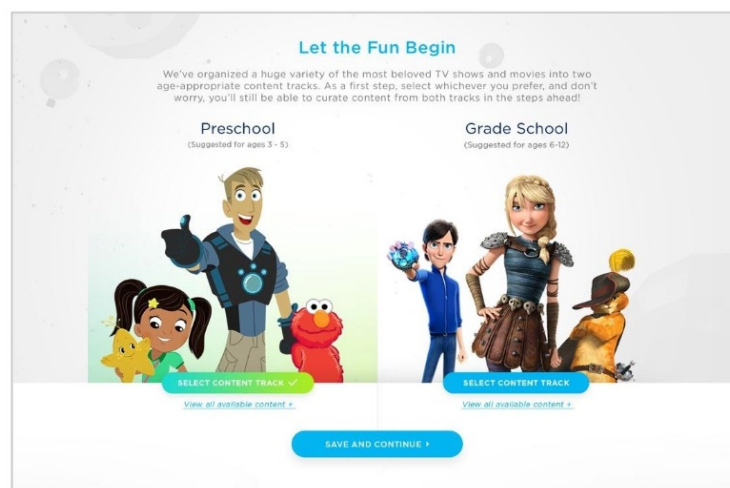 Let the Fun Begin
We've organized a huge variety of the most beloved TV shows and movies into two
age-appropriate content tracks. As a first step, select whichever you prefer, and don't
worry, you'll still be able to curate content from both tracks in the steps ahead!
Preschool
(Suggested for ages 3 - 5)
Grade School
(Suggested for ages 6-12)
SELECT CONTENT TRACK ✓
View all available content +
SELECT CONTENT TRACK
View all available content +
SAVE AND CONTINUE